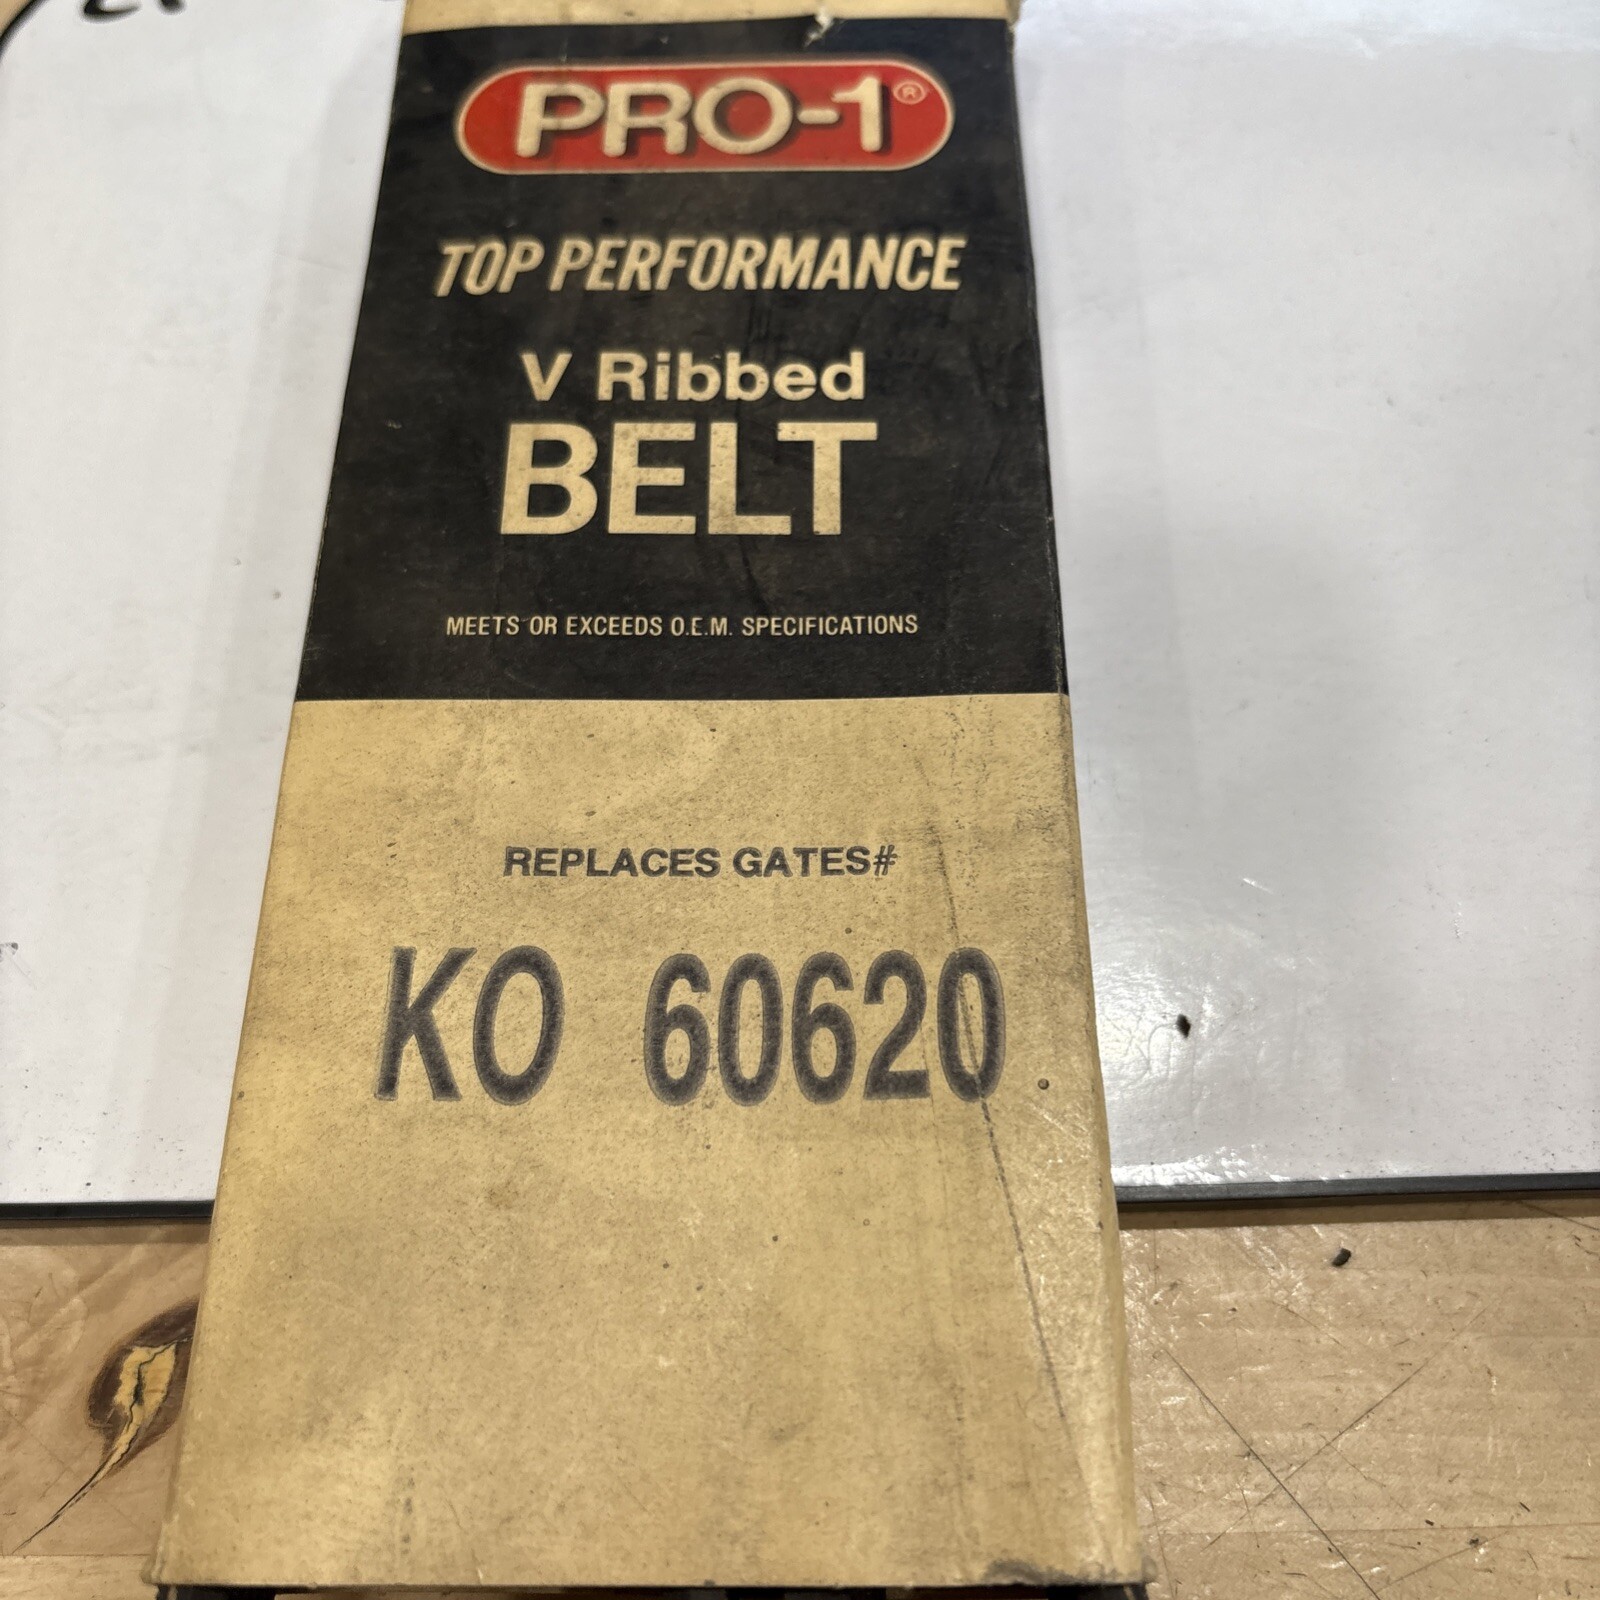 PRO-1®
TOP PERFORMANCE
V Ribbed
BELT
MEETS OR EXCEEDS O.E.M. SPECIFICATIONS
REPLACES GATES#
KO 60620